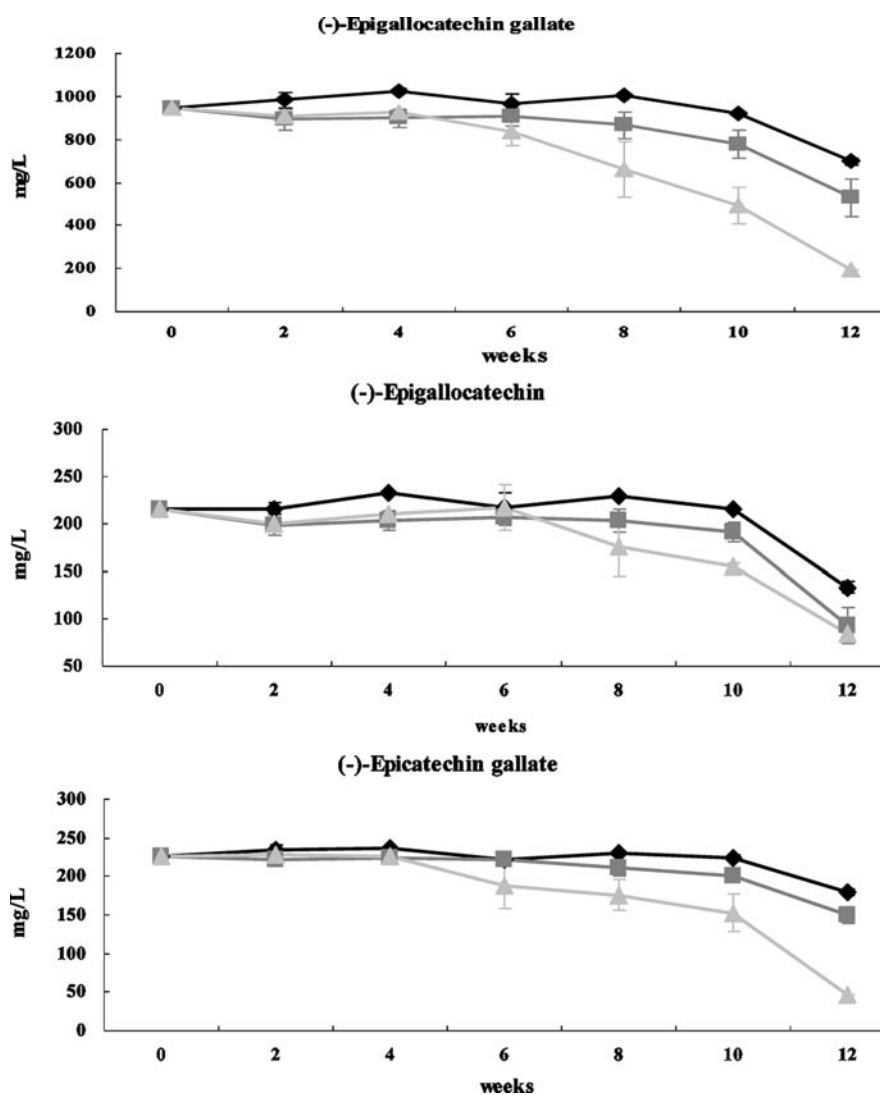 (-)-Epigallocatechin gallate
1200
1000
800
600
400
200
0
mg/L
0 2 4 6 8 10 12
weeks
(-)-Epigallocatechin
300
250
200
150
100
50
mg/L
0 2 4 6 8 10 12
weeks
(-)-Epicatechin gallate
300
250
200
150
100
50
0
mg/L
0 2 4 6 8 10 12
weeks